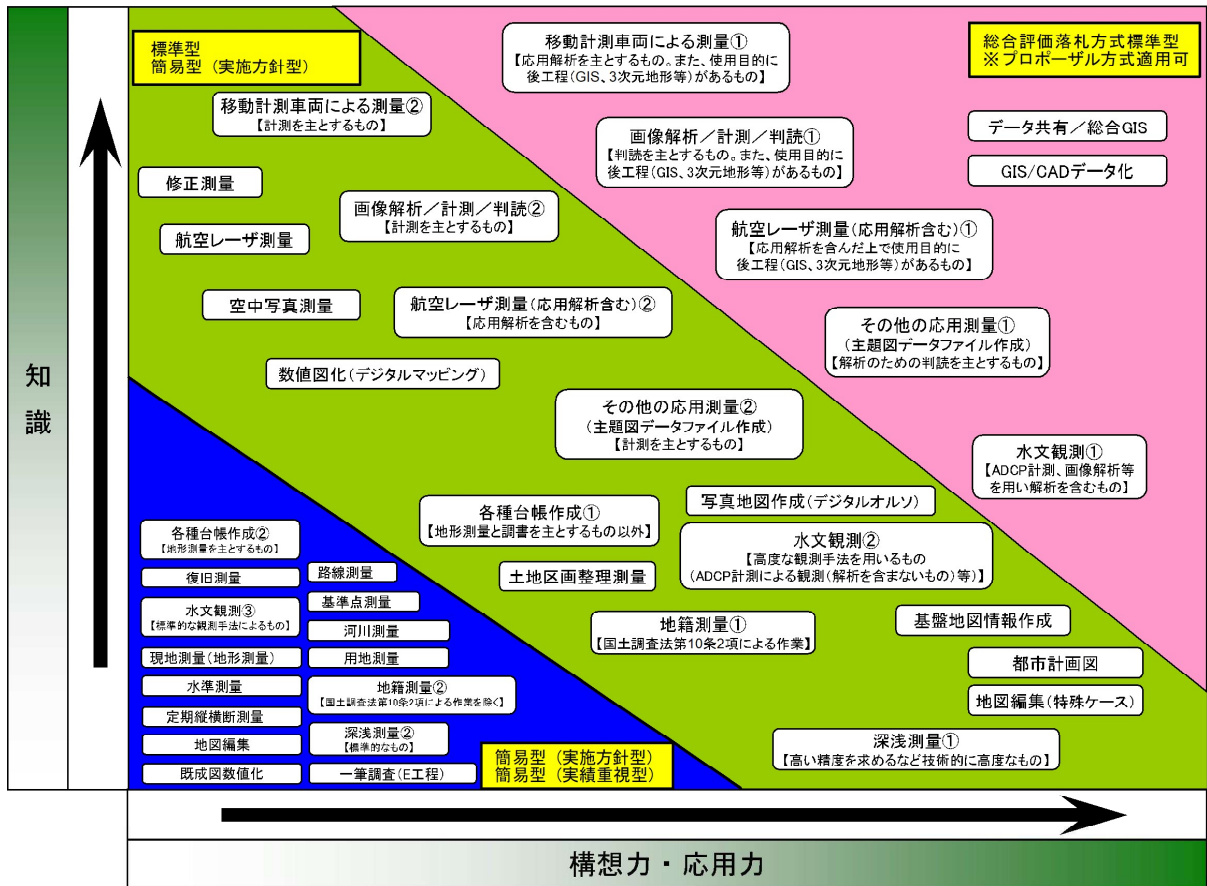 標準型
簡易型（実施方針型）
移動計測車両による測量①
【応用解析を主とするもの。また、使用目的に
後工程(GIS、3次元地形等)があるもの】
総合評価落札方式標準型
※プロポーザル方式適用可
移動計測車両による測量②
【計測を主とするもの】
画像解析／計測／判読①
【判読を主とするもの。また、使用目的に
後工程(GIS、3次元地形等)があるもの】
データ共有／総合GIS
GIS/CADデータ化
修正測量
画像解析／計測／判読②
【計測を主とするもの】
航空レーザ測量
航空レーザ測量(応用解析含む)①
【応用解析を含んだ上で使用目的に
後工程(GIS、3次元地形等)があるもの】
空中写真測量
航空レーザ測量(応用解析含む)②
【応用解析を含むもの】
その他の応用測量①
(主題図データファイル作成)
【解析のための判読を主とするもの】
数値図化(デジタルマッピング)
その他の応用測量②
(主題図データファイル作成)
【計測を主とするもの】
水文観測①
【ADCP計測、画像解析等
を用い解析を含むもの】
写真地図作成(デジタルオルソ)
各種台帳作成①
【地形測量と調書を主とするもの以外】
水文観測②
【高度な観測手法を用いるもの
(ADCP計測による観測(解析を含まないもの)等)】
土地区画整理測量
地籍測量①
【国土調査法第10条2項による作業】
基盤地図情報作成
都市計画図
地図編集(特殊ケース)
深浅測量①
【高い精度を求めるなど技術的に高度なもの】
各種台帳作成②
【地形測量を主とするもの】
復旧測量
路線測量
水文観測③
【標準的な観測手法によるもの】
基準点測量
河川測量
現地測量(地形測量)
用地測量
水準測量
地籍測量②
【国土調査法第10条2項による作業を除く】
定期縦横断測量
深浅測量②
【標準的なもの】
地図編集
既成図数値化
一筆調査(E工程)
簡易型（実施方針型）
簡易型（実績重視型）
知
識
構想力・応用力